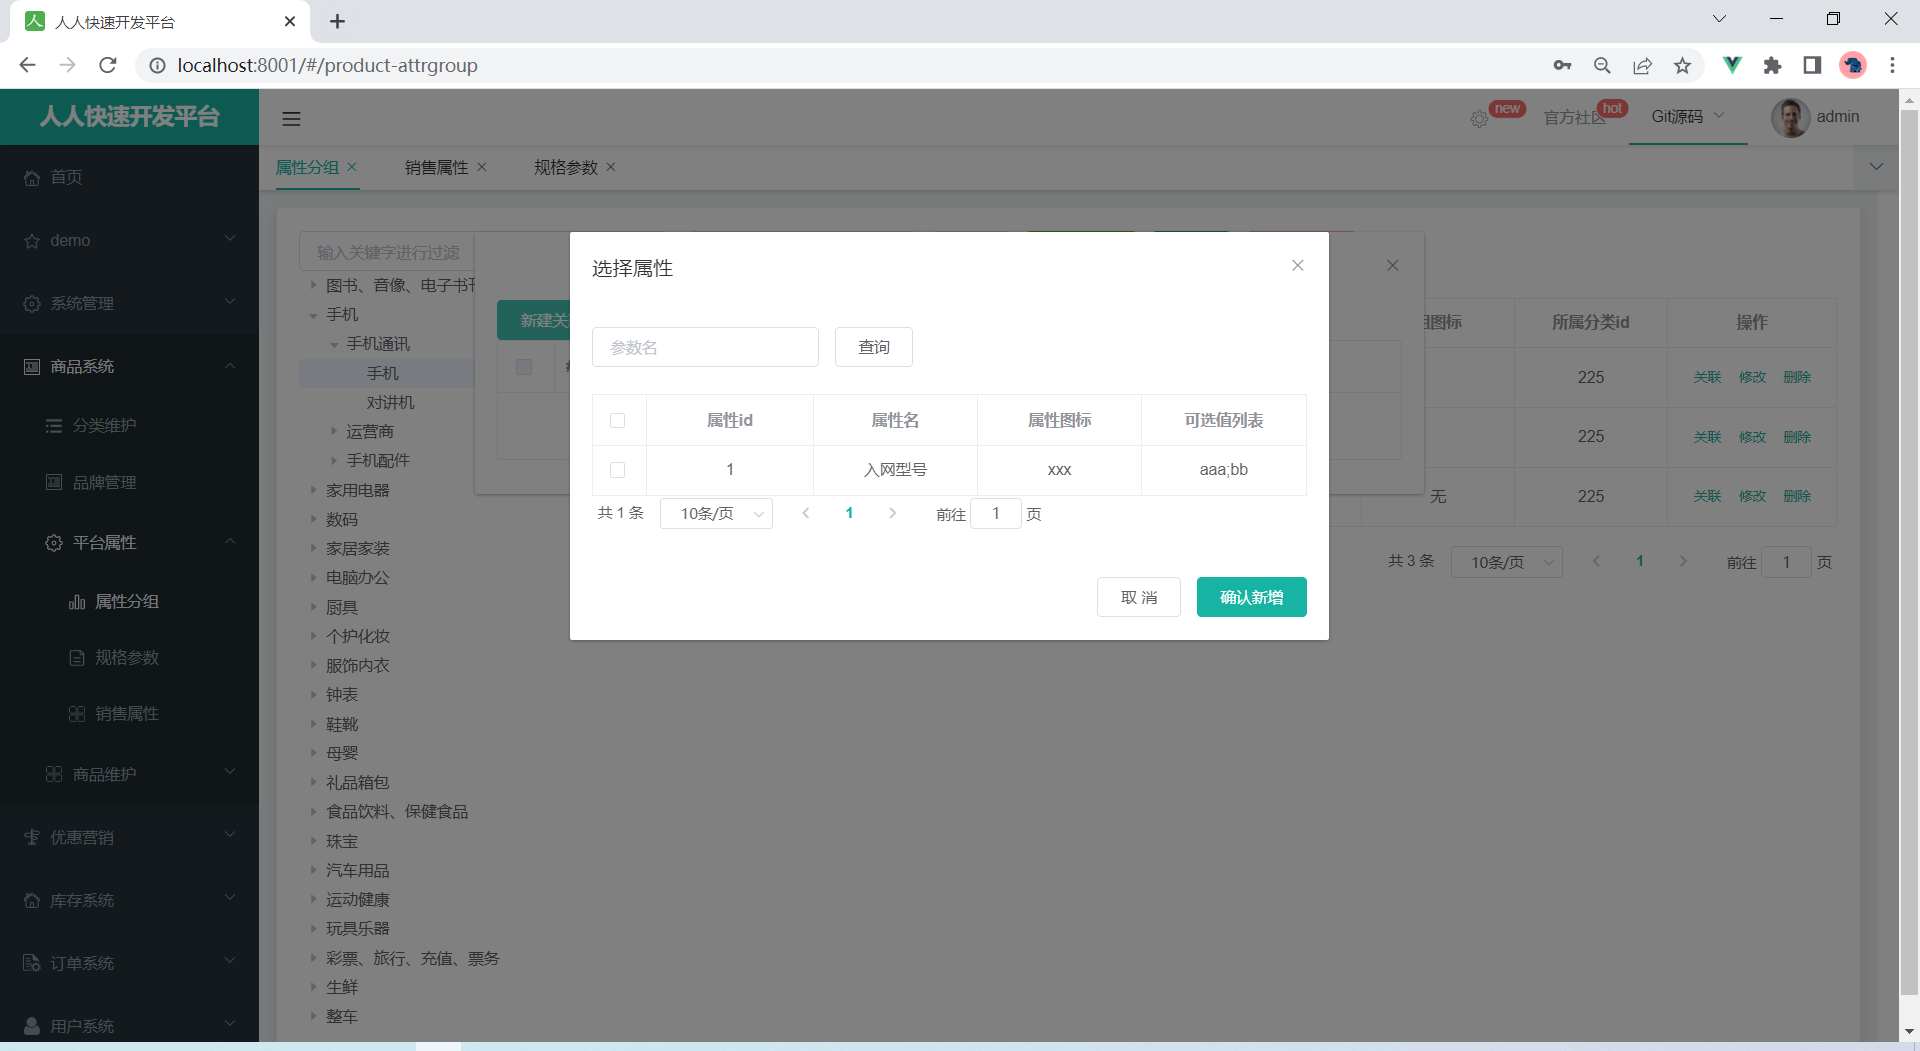 人人快速开发平台
localhost:8001/#/product-attrgroup
人人快速开发平台
new
官方社区
hot
Git源码
admin
属性分组
销售属性
规格参数
首页
demo
系统管理
商品系统
分类维护
品牌管理
平台属性
属性分组
规格参数
销售属性
商品维护
优惠营销
库存系统
订单系统
用户系统
输入关键字进行过滤
图书、音像、电子书刊
手机
手机通讯
手机
对讲机
运营商
手机配件
家用电器
数码
家居家装
电脑办公
厨具
个护化妆
服饰内衣
钟表
鞋靴
母婴
礼品箱包
食品饮料、保健食品
珠宝
汽车用品
运动健康
玩具乐器
彩票、旅行、充值、票务
生鲜
整车
新建关
选择属性
参数名
查询
属性id 属性名 属性图标 可选值列表
1 入网型号 xxx aaa;bb
共 1 条 10条/页 1 前往 1 页
取 消 确认新增
组图标 所属分类id 操作
225 关联 修改 删除
225 关联 修改 删除
无 225 关联 修改 删除
共 3 条 10条/页 1 前往 1 页